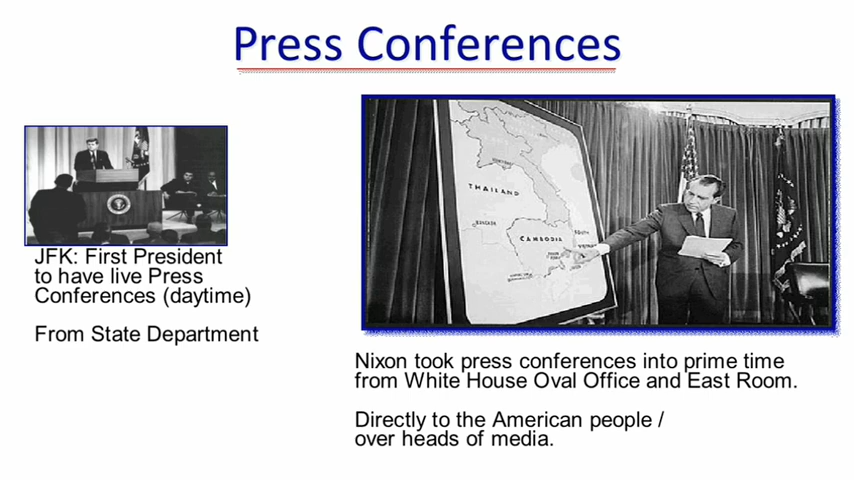 Press Conferences
JFK: First President
to have live Press
Conferences (daytime)
From State Department
THAILAND
CAMBODIA
SOUTH
Nixon took press conferences into prime time
from White House Oval Office and East Room.
Directly to the American people /
over heads of media.